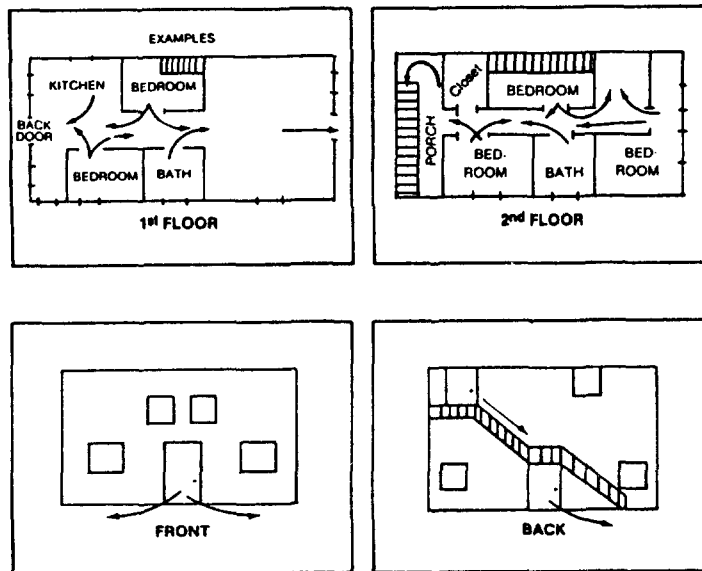 EXAMPLES
KITCHEN
BEDROOM
BACK
DOOR
BEDROOM
BATH
1st FLOOR
Closet
BEDROOM
PORCH
BED-
ROOM
BATH
BED-
ROOM
2nd FLOOR
FRONT
BACK